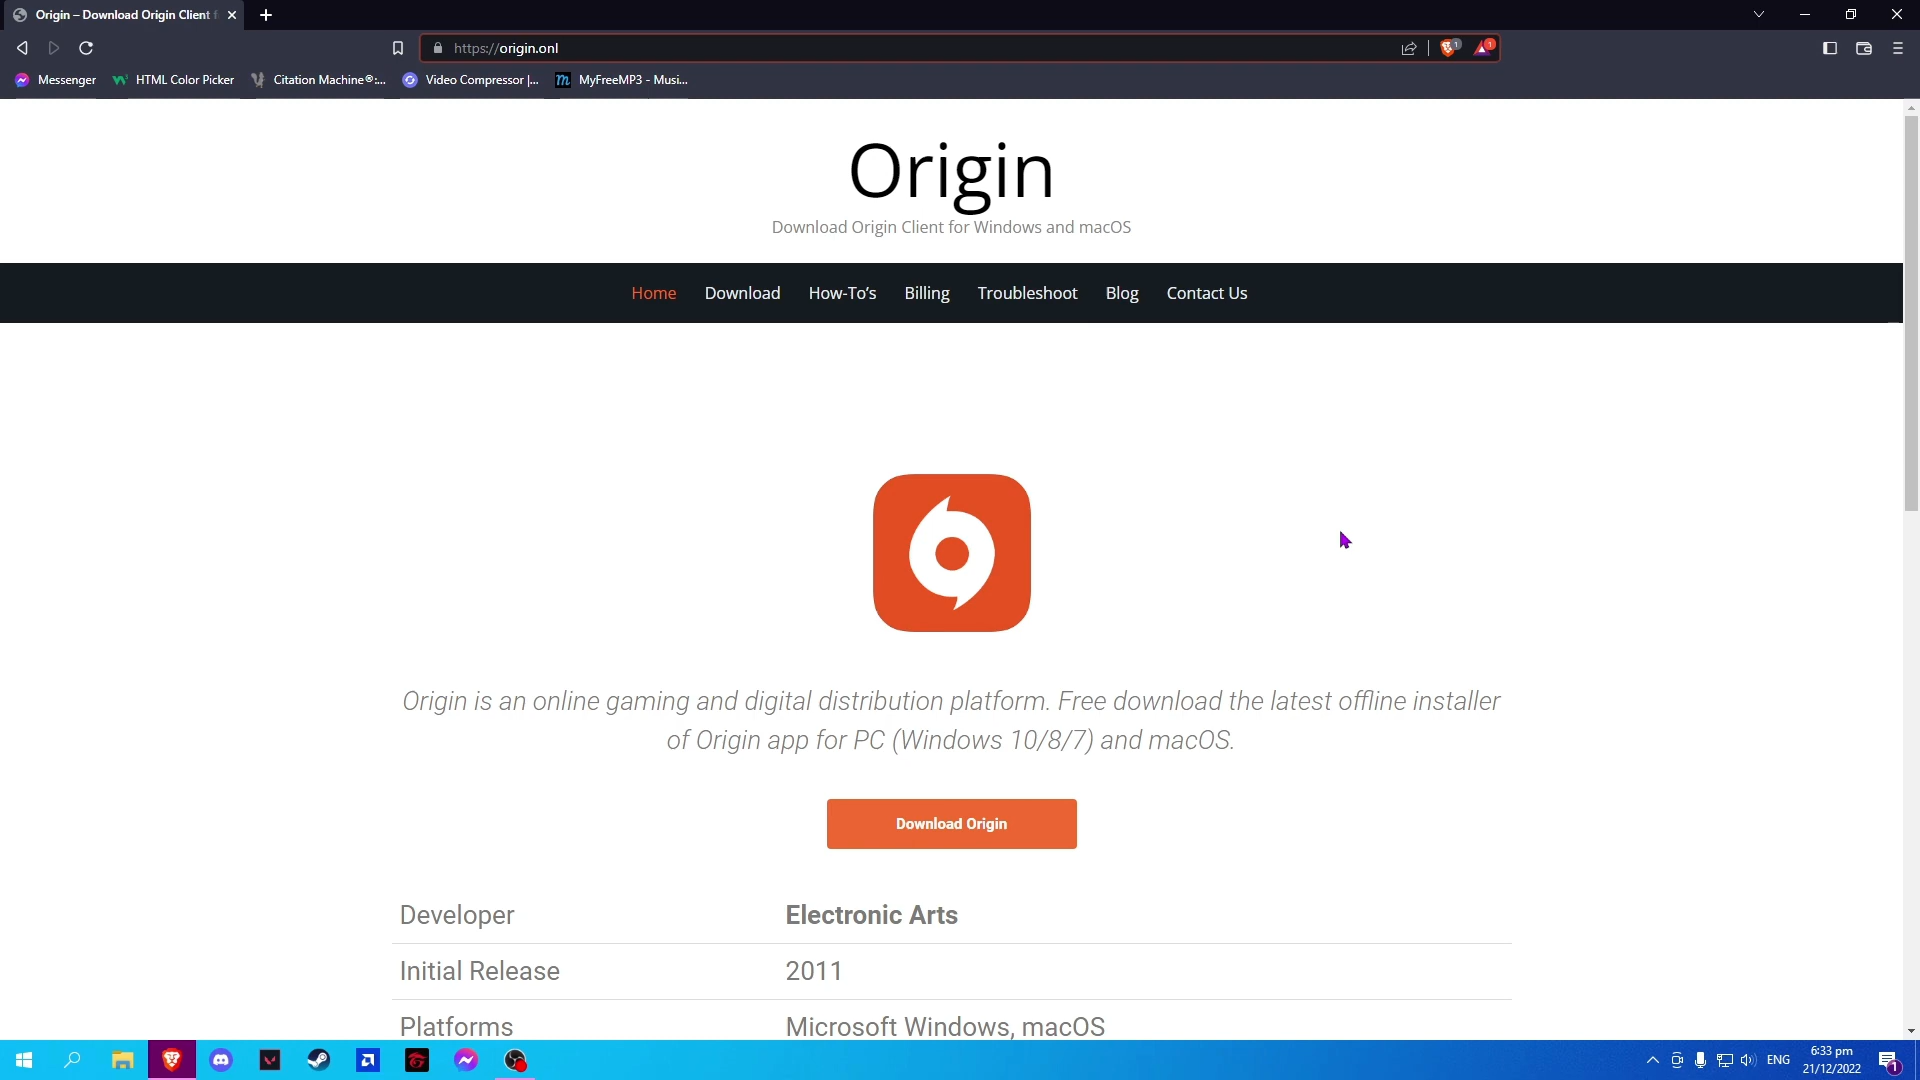 Origin – Download Origin Client f
https://origin.onl
1
1
Messenger
HTML Color Picker
Citation Machine®:...
Video Compressor |...
MyFreeMP3 - Musi...
Origin
Download Origin Client for Windows and macOS
Home
Download
How-To’s
Billing
Troubleshoot
Blog
Contact Us
Origin is an online gaming and digital distribution platform. Free download the latest offline installer
of Origin app for PC (Windows 10/8/7) and macOS.
Download Origin
Developer
Electronic Arts
Initial Release
2011
Platforms
Microsoft Windows, macOS
ENG
6:33 pm
21/12/2022
1